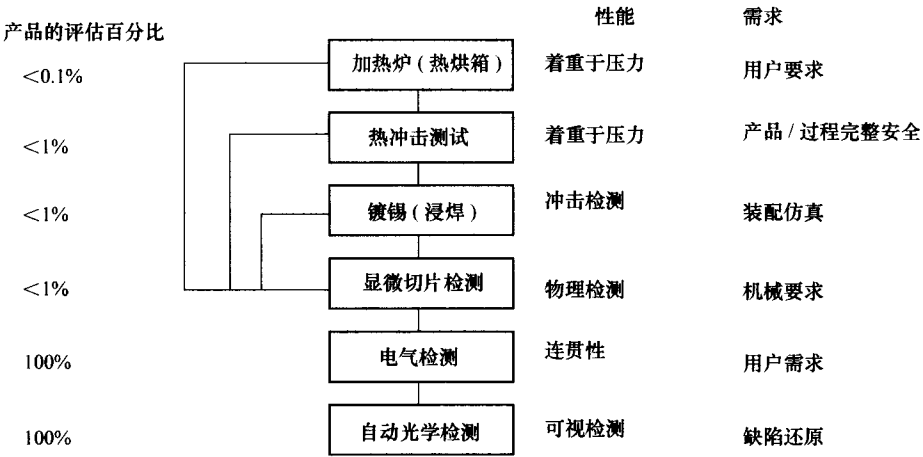 性能 需求
产品的评估百分比
<0.1% 加热炉(热烘箱) 着重于压力 用户要求
<1% 热冲击测试 着重于压力 产品/过程完整安全
<1% 镀锡(浸焊) 冲击检测 装配仿真
<1% 显微切片检测 物理检测 机械要求
100% 电气检测 连贯性 用户需求
100% 自动光学检测 可视检测 缺陷还原